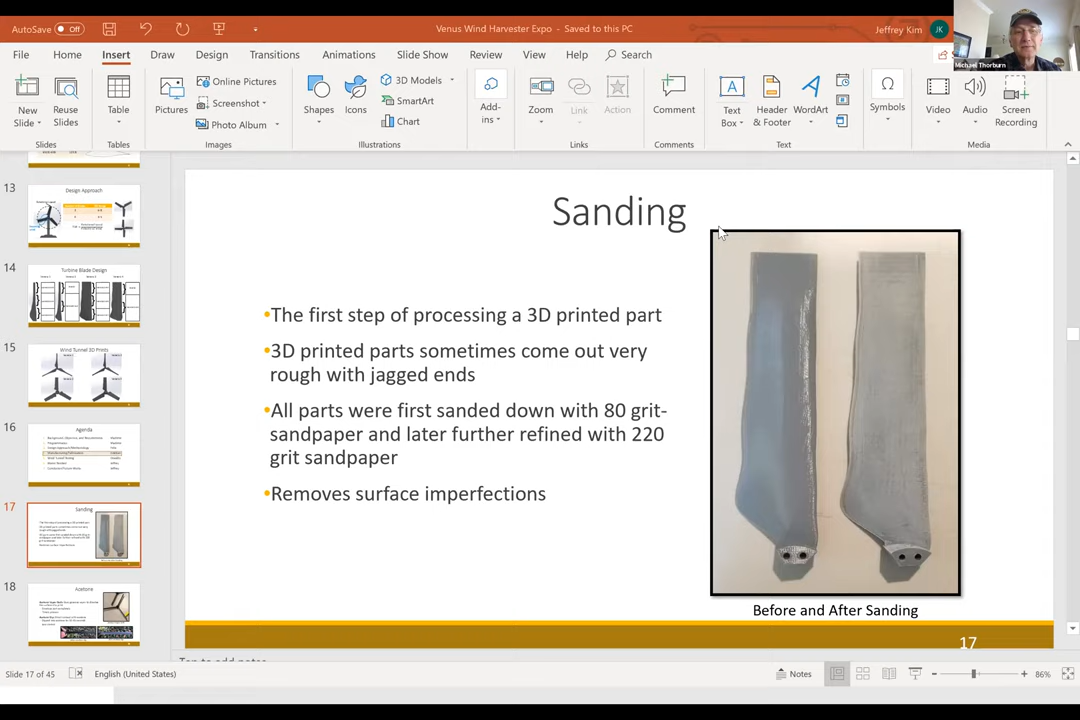 AutoSave Off
Venus Wind Harvester Expo - Saved to this PC
Jeffrey Kim JK
Michael Thorburn
File Home Insert Draw Design Transitions Animations Slide Show Review View Help Search
New Slide
Reuse Slides
Table
Pictures
Online Pictures
Screenshot
Photo Album
Shapes
Icons
3D Models
SmartArt
Chart
Add-ins
Zoom
Link
Action
Comment
Text Box
Header & Footer
WordArt
Symbols
Video
Audio
Screen Recording
Slides Tables Images Illustrations Links Comments Text Media
13
Design Approach
14
Turbine Blade Design
15
Wind Tunnel 3D Prints
16
Agenda
17
Sanding
18
Acetone
Sanding
•The first step of processing a 3D printed part
•3D printed parts sometimes come out very
rough with jagged ends
•All parts were first sanded down with 80 grit-
sandpaper and later further refined with 220
grit sandpaper
•Removes surface imperfections
Before and After Sanding
17
Tap to add notes
Slide 17 of 45
English (United States)
Notes
86%